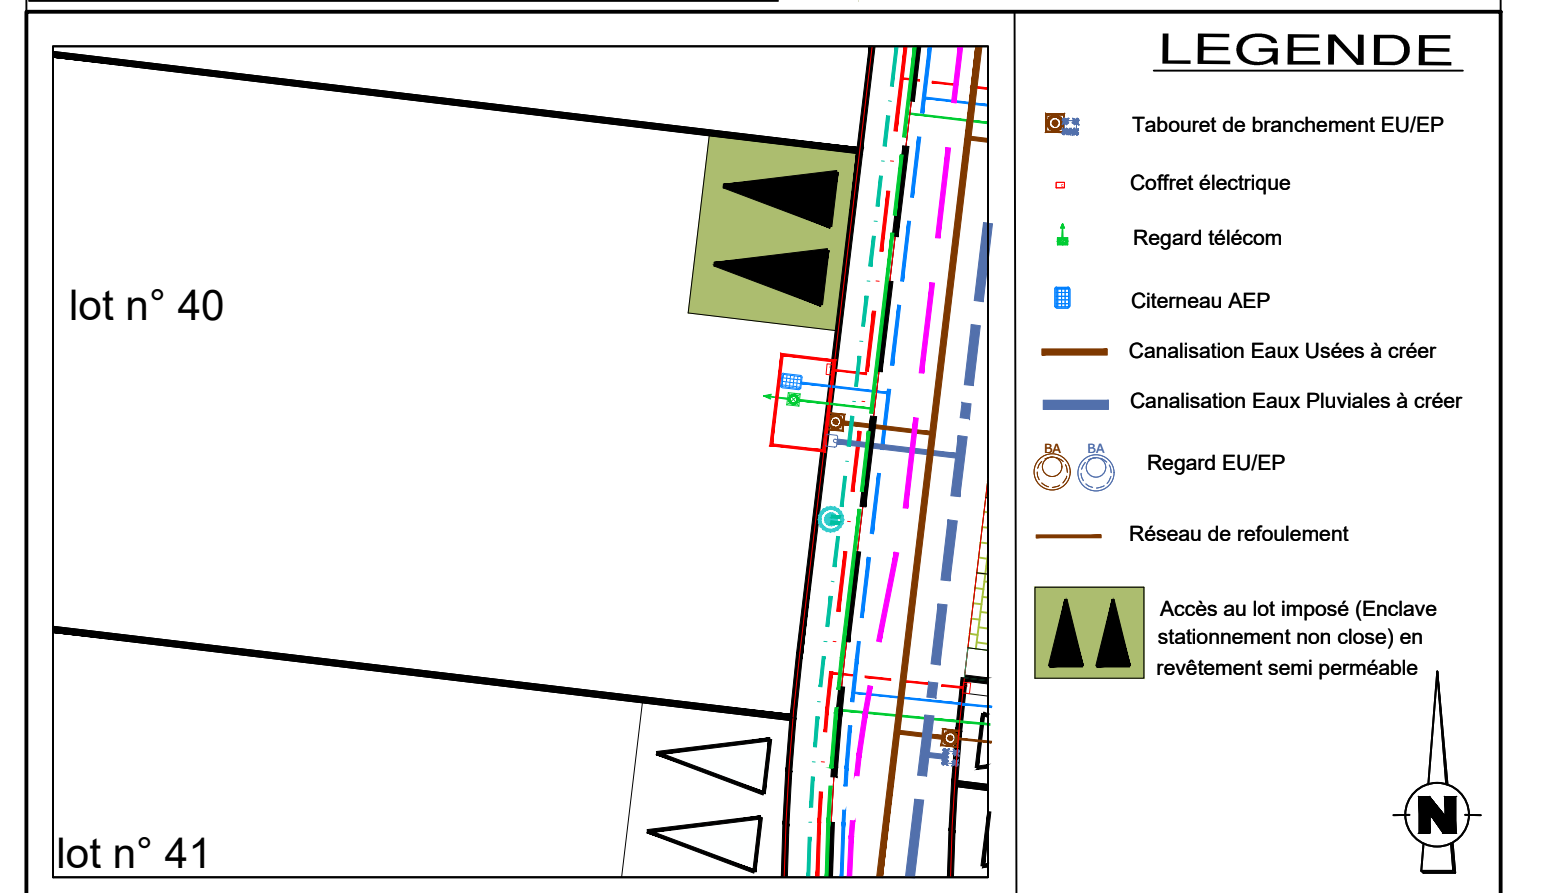 LEGENDE
Tabouret de branchement EU/EP
Coffret électrique
Regard télécom
lot n° 40
Citerneau AEP
Canalisation Eaux Usées à créer
Canalisation Eaux Pluviales à créer
BA BA
Regard EU/EP
Réseau de refoulement
Accès au lot imposé (Enclave
stationnement non close) en
revêtement semi perméable
N
lot n° 41